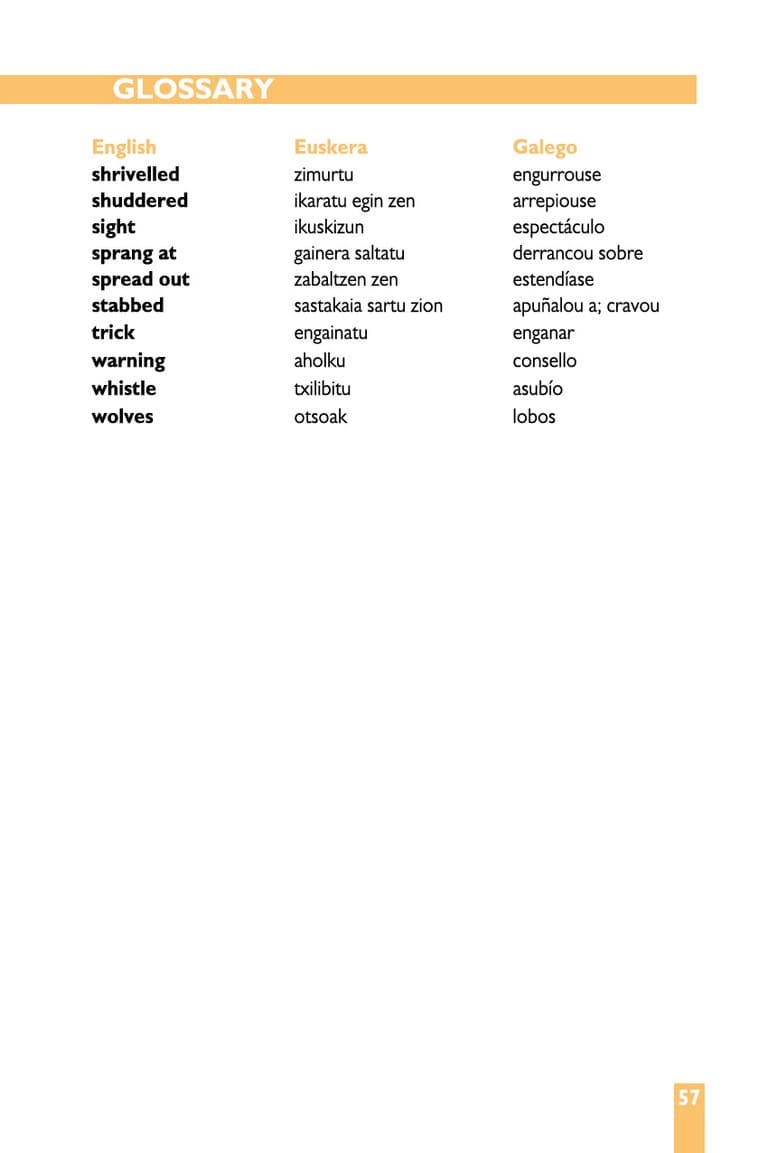 GLOSSARY
English Euskera Galego
shrivelled zimurtu engurrouse
shuddered ikaratu egin zen arrepiouse
sight ikuskizun espectáculo
sprang at gainera saltatu derrancou sobre
spread out zabaltzen zen estendíase
stabbed sastakaia sartu zion apuñalou a; cravou
trick engainatu enganar
warning aholku consello
whistle txilibitu asubío
wolves otsoak lobos
57